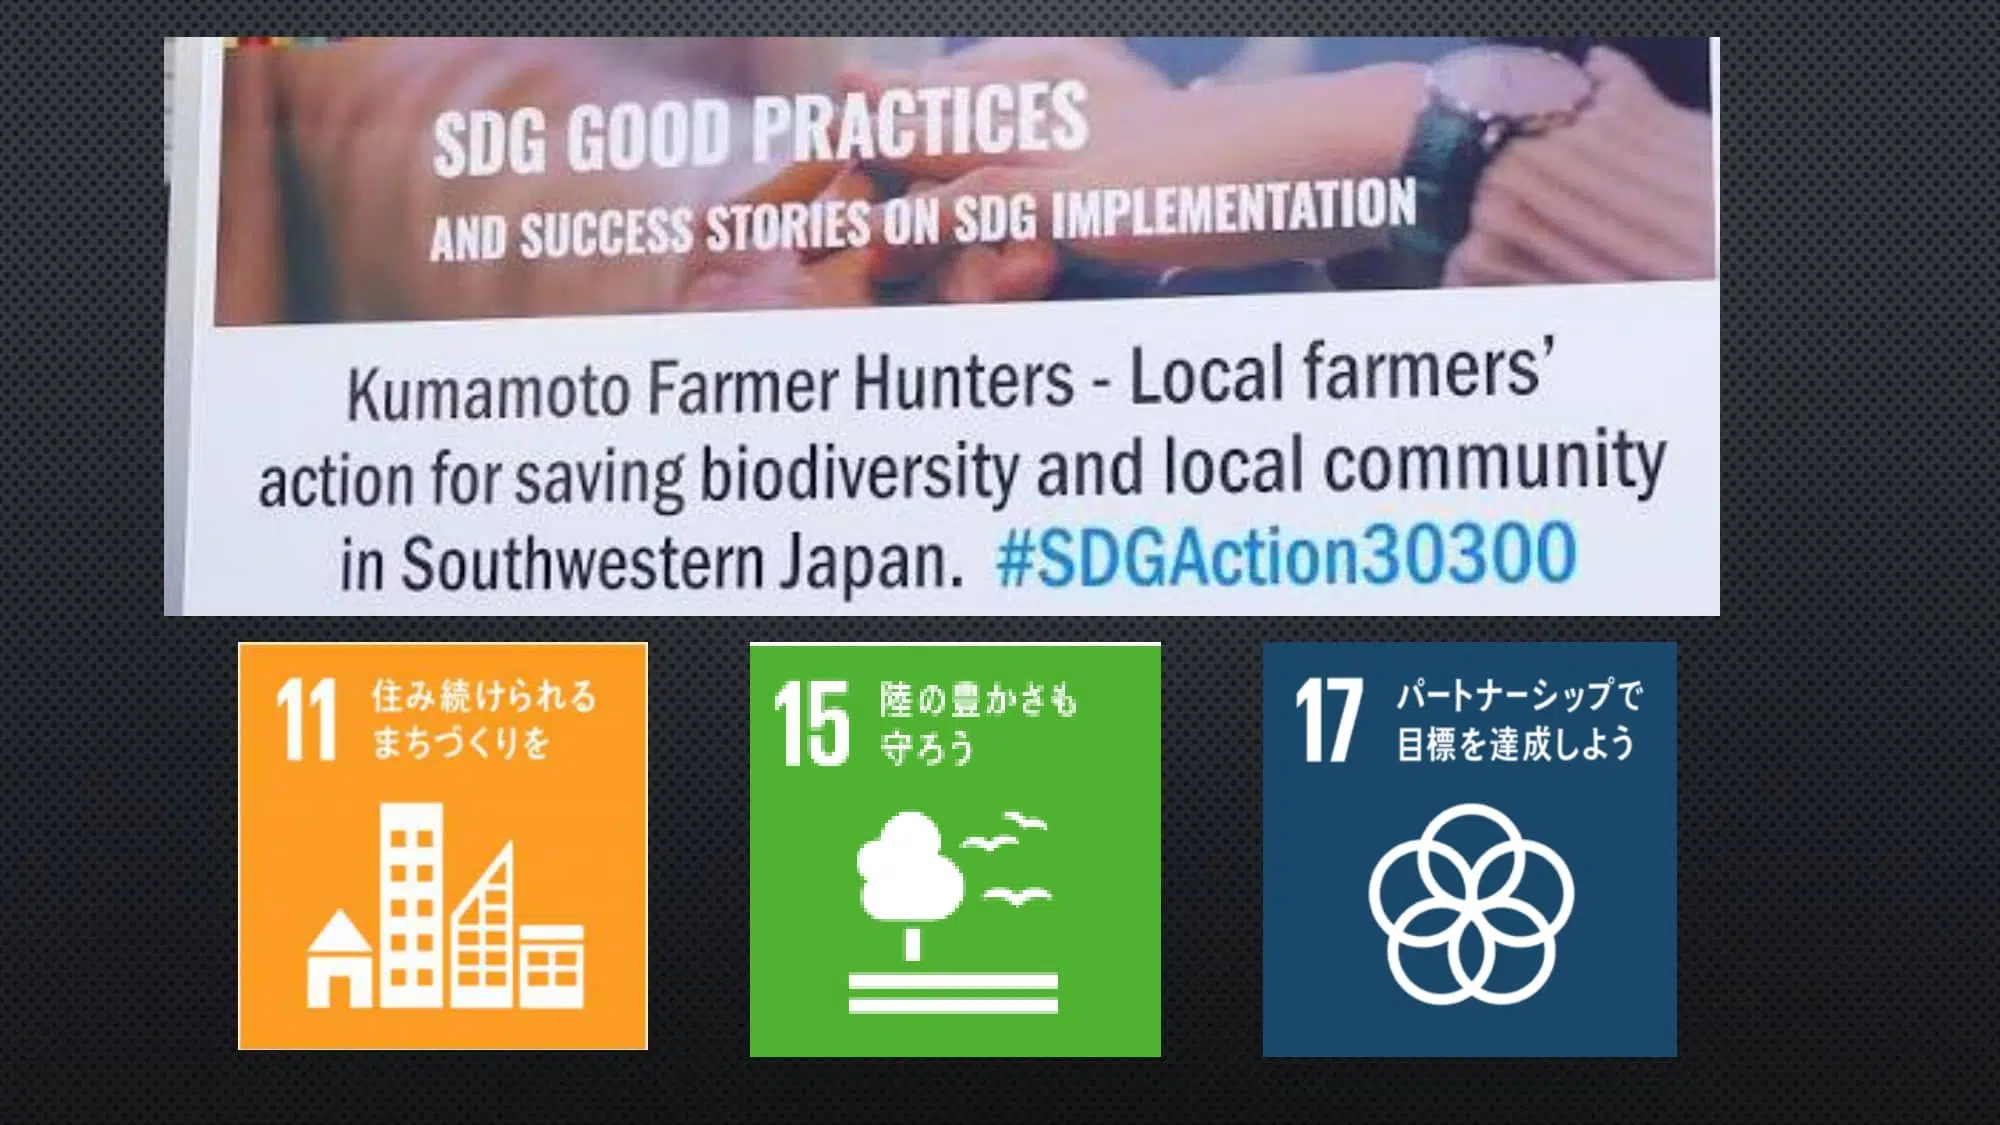 SDG GOOD PRACTICES
AND SUCCESS STORIES ON SDG IMPLEMENTATION
Kumamoto Farmer Hunters - Local farmers’
action for saving biodiversity and local community
in Southwestern Japan. #SDGAction30300
11 住み続けられる
まちづくりを
15 陸の豊かさも
守ろう
17 パートナーシップで
目標を達成しよう